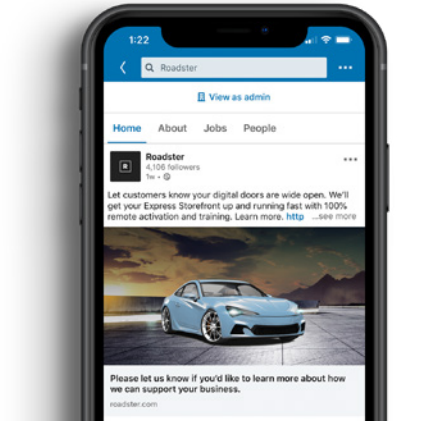 1:22
Roadster
View as admin
Home About Jobs People
R
Roadster
4,106 followers
1w •
Let customers know your digital doors are wide open. We'll
get your Express Storefront up and running fast with 100%
remote activation and training. Learn more. http ...see more
Please let us know if you'd like to learn more about how
we can support your business.
roadster.com